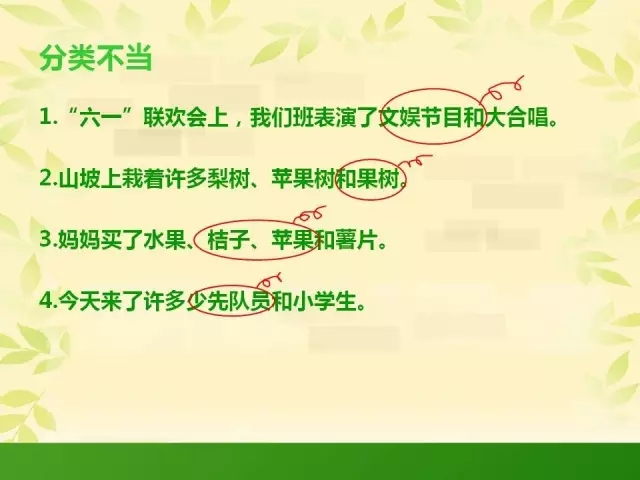 分类不当
1.“六一”联欢会上，我们班表演了文娱节目和大合唱。
2.山坡上栽着许多梨树、苹果树和果树。
3.妈妈买了水果、桔子、苹果和薯片。
4.今天来了许多少先队员和小学生。